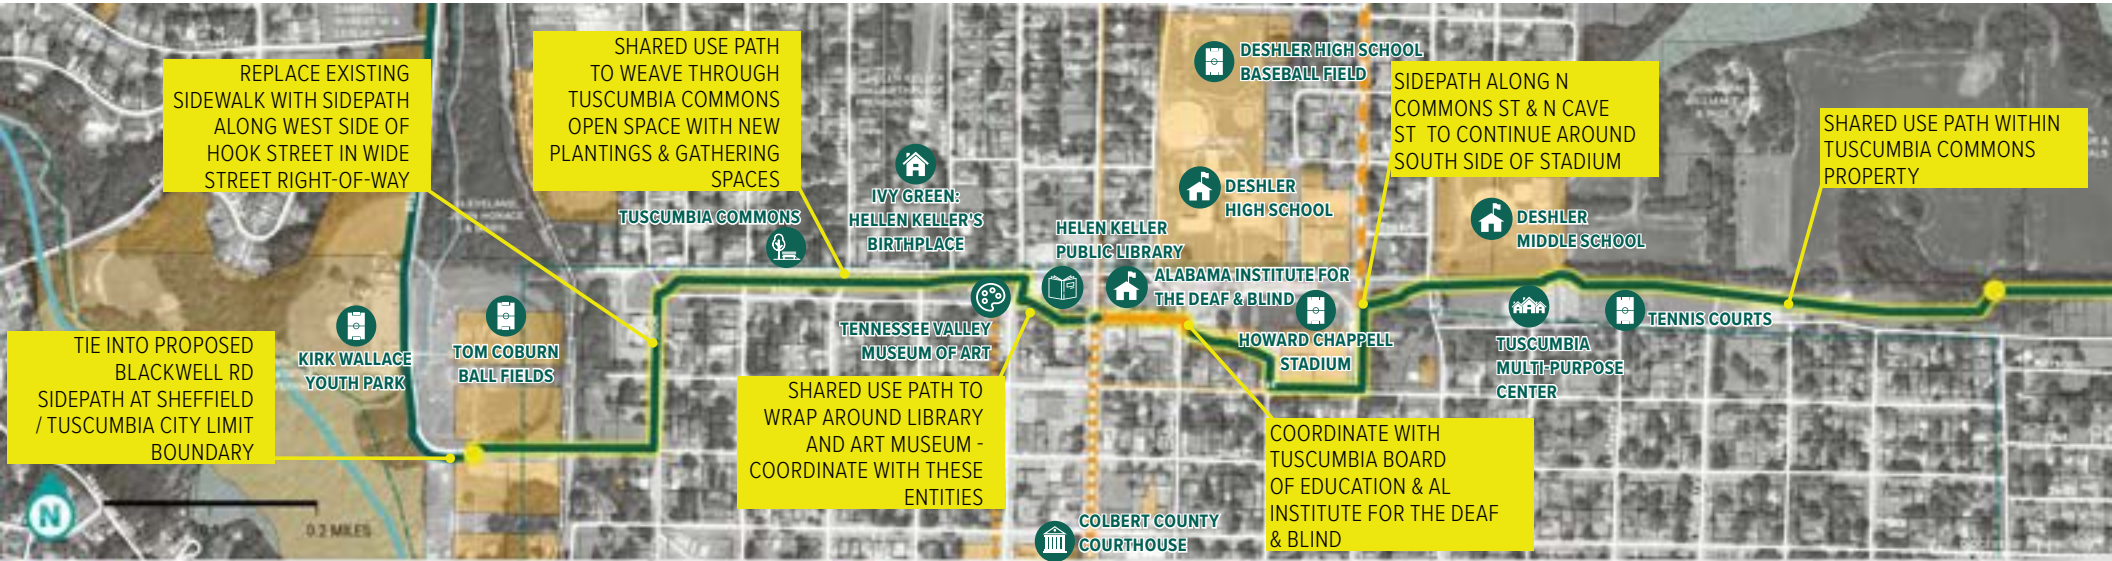 REPLACE EXISTING
SIDEWALK WITH SIDEPATH
ALONG WEST SIDE OF
HOOK STREET IN WIDE
STREET RIGHT-OF-WAY
SHARED USE PATH
TO WEAVE THROUGH
TUSCUMBIA COMMONS
OPEN SPACE WITH NEW
PLANTINGS & GATHERING
SPACES
DESHLER HIGH SCHOOL
BASEBALL FIELD
SIDEPATH ALONG N
COMMONS ST & N CAVE
ST TO CONTINUE AROUND
SOUTH SIDE OF STADIUM
SHARED USE PATH WITHIN
TUSCUMBIA COMMONS
PROPERTY
TUSCUMBIA COMMONS
IVY GREEN:
HELLEN KELLER'S
BIRTHPLACE
DESHLER
HIGH SCHOOL
HELEN KELLER
PUBLIC LIBRARY
ALABAMA INSTITUTE FOR
THE DEAF & BLIND
DESHLER
MIDDLE SCHOOL
KIRK WALLACE
YOUTH PARK
TOM COBURN
BALL FIELDS
TENNESSEE VALLEY
MUSEUM OF ART
HOWARD CHAPPELL
STADIUM
TUSCUMBIA
MULTI-PURPOSE
CENTER
TENNIS COURTS
TIE INTO PROPOSED
BLACKWELL RD
SIDEPATH AT SHEFFIELD
/ TUSCUMBIA CITY LIMIT
BOUNDARY
SHARED USE PATH TO
WRAP AROUND LIBRARY
AND ART MUSEUM -
COORDINATE WITH THESE
ENTITIES
COORDINATE WITH
TUSCUMBIA BOARD
OF EDUCATION & AL
INSTITUTE FOR THE DEAF
& BLIND
COLBERT COUNTY
COURTHOUSE
N
0.1
0.2 MILES